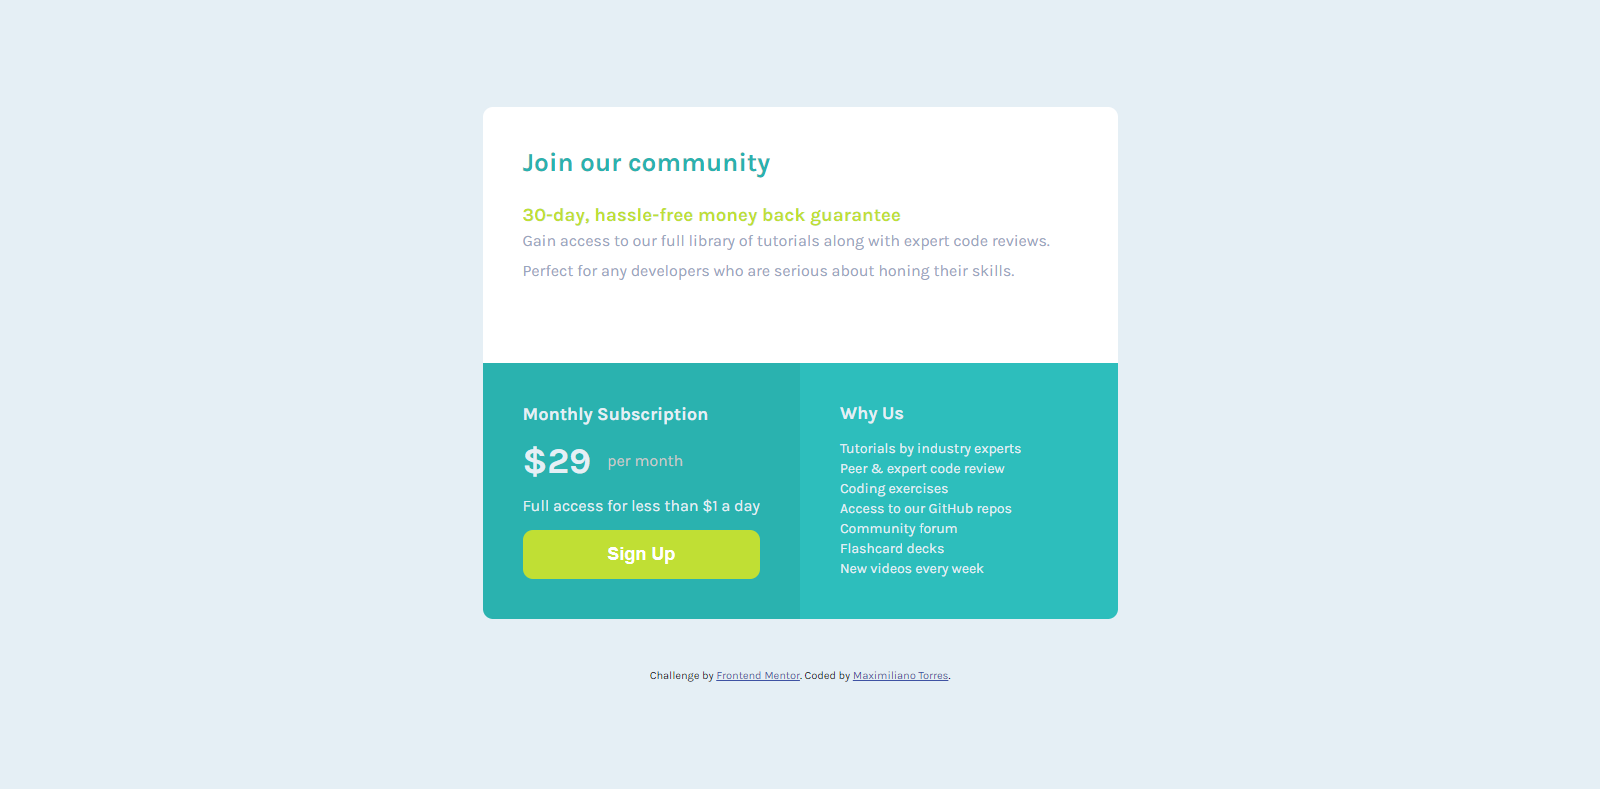 Join our community
30-day, hassle-free money back guarantee
Gain access to our full library of tutorials along with expert code reviews.
Perfect for any developers who are serious about honing their skills.
Monthly Subscription
$29 per month
Full access for less than $1 a day
Sign Up
Why Us
Tutorials by industry experts
Peer & expert code review
Coding exercises
Access to our GitHub repos
Community forum
Flashcard decks
New videos every week
Challenge by Frontend Mentor. Coded by Maximiliano Torres.